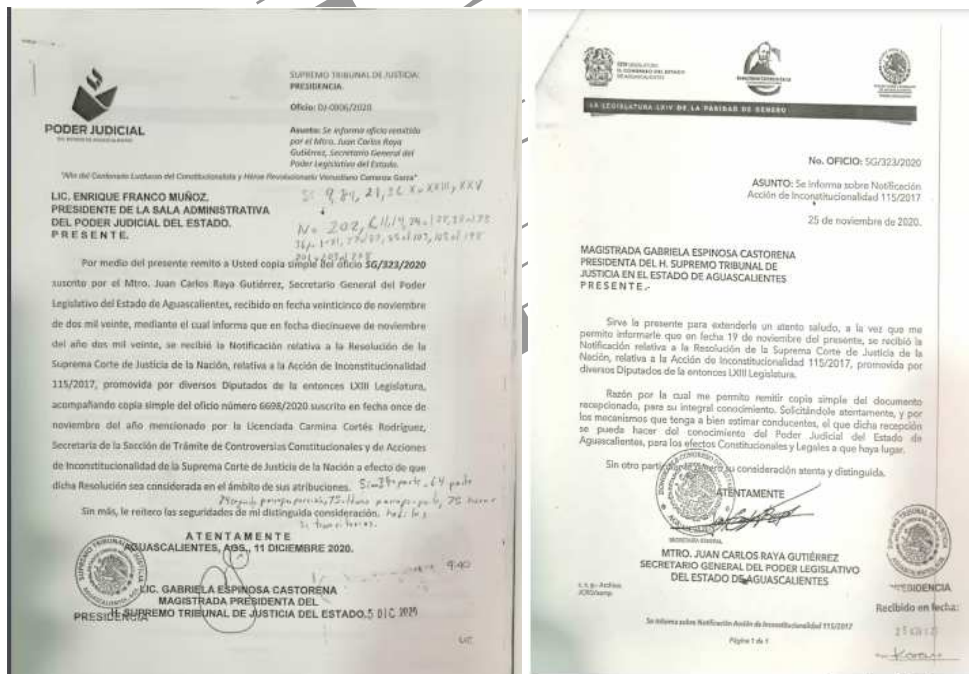 PODER JUDICIAL
SUPREMO TRIBUNAL DE JUSTICIA.
PRESIDENCIA.
Oficio: DJ-0806/2020
Asunto: Se informa oficio remitido
por el Mtro. Juan Carlos Raya
Gutiérrez, Secretario General del
Poder Legislativo del Estado.
LIC. ENRIQUE FRANCO MUÑOZ.
PRESIDENTE DE LA SALA ADMINISTRATIVA
DEL PODER JUDICIAL DEL ESTADO.
P R E S E N T E.
Por medio del presente remito a Usted copia simple del oficio SG/323/2020
suscrito por el Mtro. Juan Carlos Raya Gutiérrez, Secretario General del Poder
Legislativo del Estado de Aguascalientes, recibido en fecha veinticinco de noviembre
de dos mil veinte, mediante el cual informa que en fecha diecinueve de noviembre
del año dos mil veinte, se recibió la Notificación relativa a la Resolución de la
Suprema Corte de Justicia de la Nación, relativa a la Acción de Inconstitucionalidad
115/2017, promovida por diversos Diputados de la entonces LXIII Legislatura,
acompañando copia simple del oficio número 6698/2020 suscrito en fecha once de
noviembre del año mencionado por la Licenciada Carmina Cortés Rodríguez,
Secretaria de la Sección de Trámite de Controversias Constitucionales y de Acciones
de Inconstitucionalidad de la Suprema Corte de Justicia de la Nación a efecto de que
dicha Resolución sea considerada en el ámbito de sus atribuciones.
Sin más, le reitero las seguridades de mi distinguida consideración.
A T E N T A M E N T E
AGUASCALIENTES, AGS., 11 DICIEMBRE 2020.
9:40
LIC. GABRIELA ESPINOSA CASTORENA
MAGISTRADA PRESIDENTA DEL
H. SUPREMO TRIBUNAL DE JUSTICIA DEL ESTADO.
PRESIDENCIA
LA LEGISLATURA LXIV DE LA PARIDAD DE GÉNERO
No. OFICIO: SG/323/2020
ASUNTO: Se informa sobre Notificación
Acción de Inconstitucionalidad 115/2017
25 de noviembre de 2020.
MAGISTRADA GABRIELA ESPINOSA CASTORENA
PRESIDENTA DEL H. SUPREMO TRIBUNAL DE
JUSTICIA EN EL ESTADO DE AGUASCALIENTES
P R E S E N T E .-
Sirve la presente para extenderle un atento saludo, a la vez que me
permito informarle que en fecha 19 de noviembre del presente, se recibió la
Notificación relativa a la Resolución de la Suprema Corte de Justicia de la
Nación, relativa a la Acción de Inconstitucionalidad 115/2017, promovida por
diversos Diputados de la entonces LXIII Legislatura.
Razón por la cual me permito remitir copia simple del documento
recepcionado, para su integral conocimiento. Solicitándole atentamente, y por
los mecanismos que tenga a bien estimar conducentes, el que dicha recepción
se pueda hacer del conocimiento del Poder Judicial del Estado de
Aguascalientes, para los efectos Constitucionales y Legales a que haya lugar.
Sin otro su consideración atenta y distinguida.
ATENTAMENTE
MTRO. JUAN CARLOS RAYA GUTIÉRREZ
SECRETARIO GENERAL DEL PODER LEGISLATIVO
DEL ESTADO DE AGUASCALIENTES
PRESIDENCIA
Recibido en fecha:
Se informa sobre Notificación Acción de Inconstitucionalidad 115/2017
Página 1 de 1